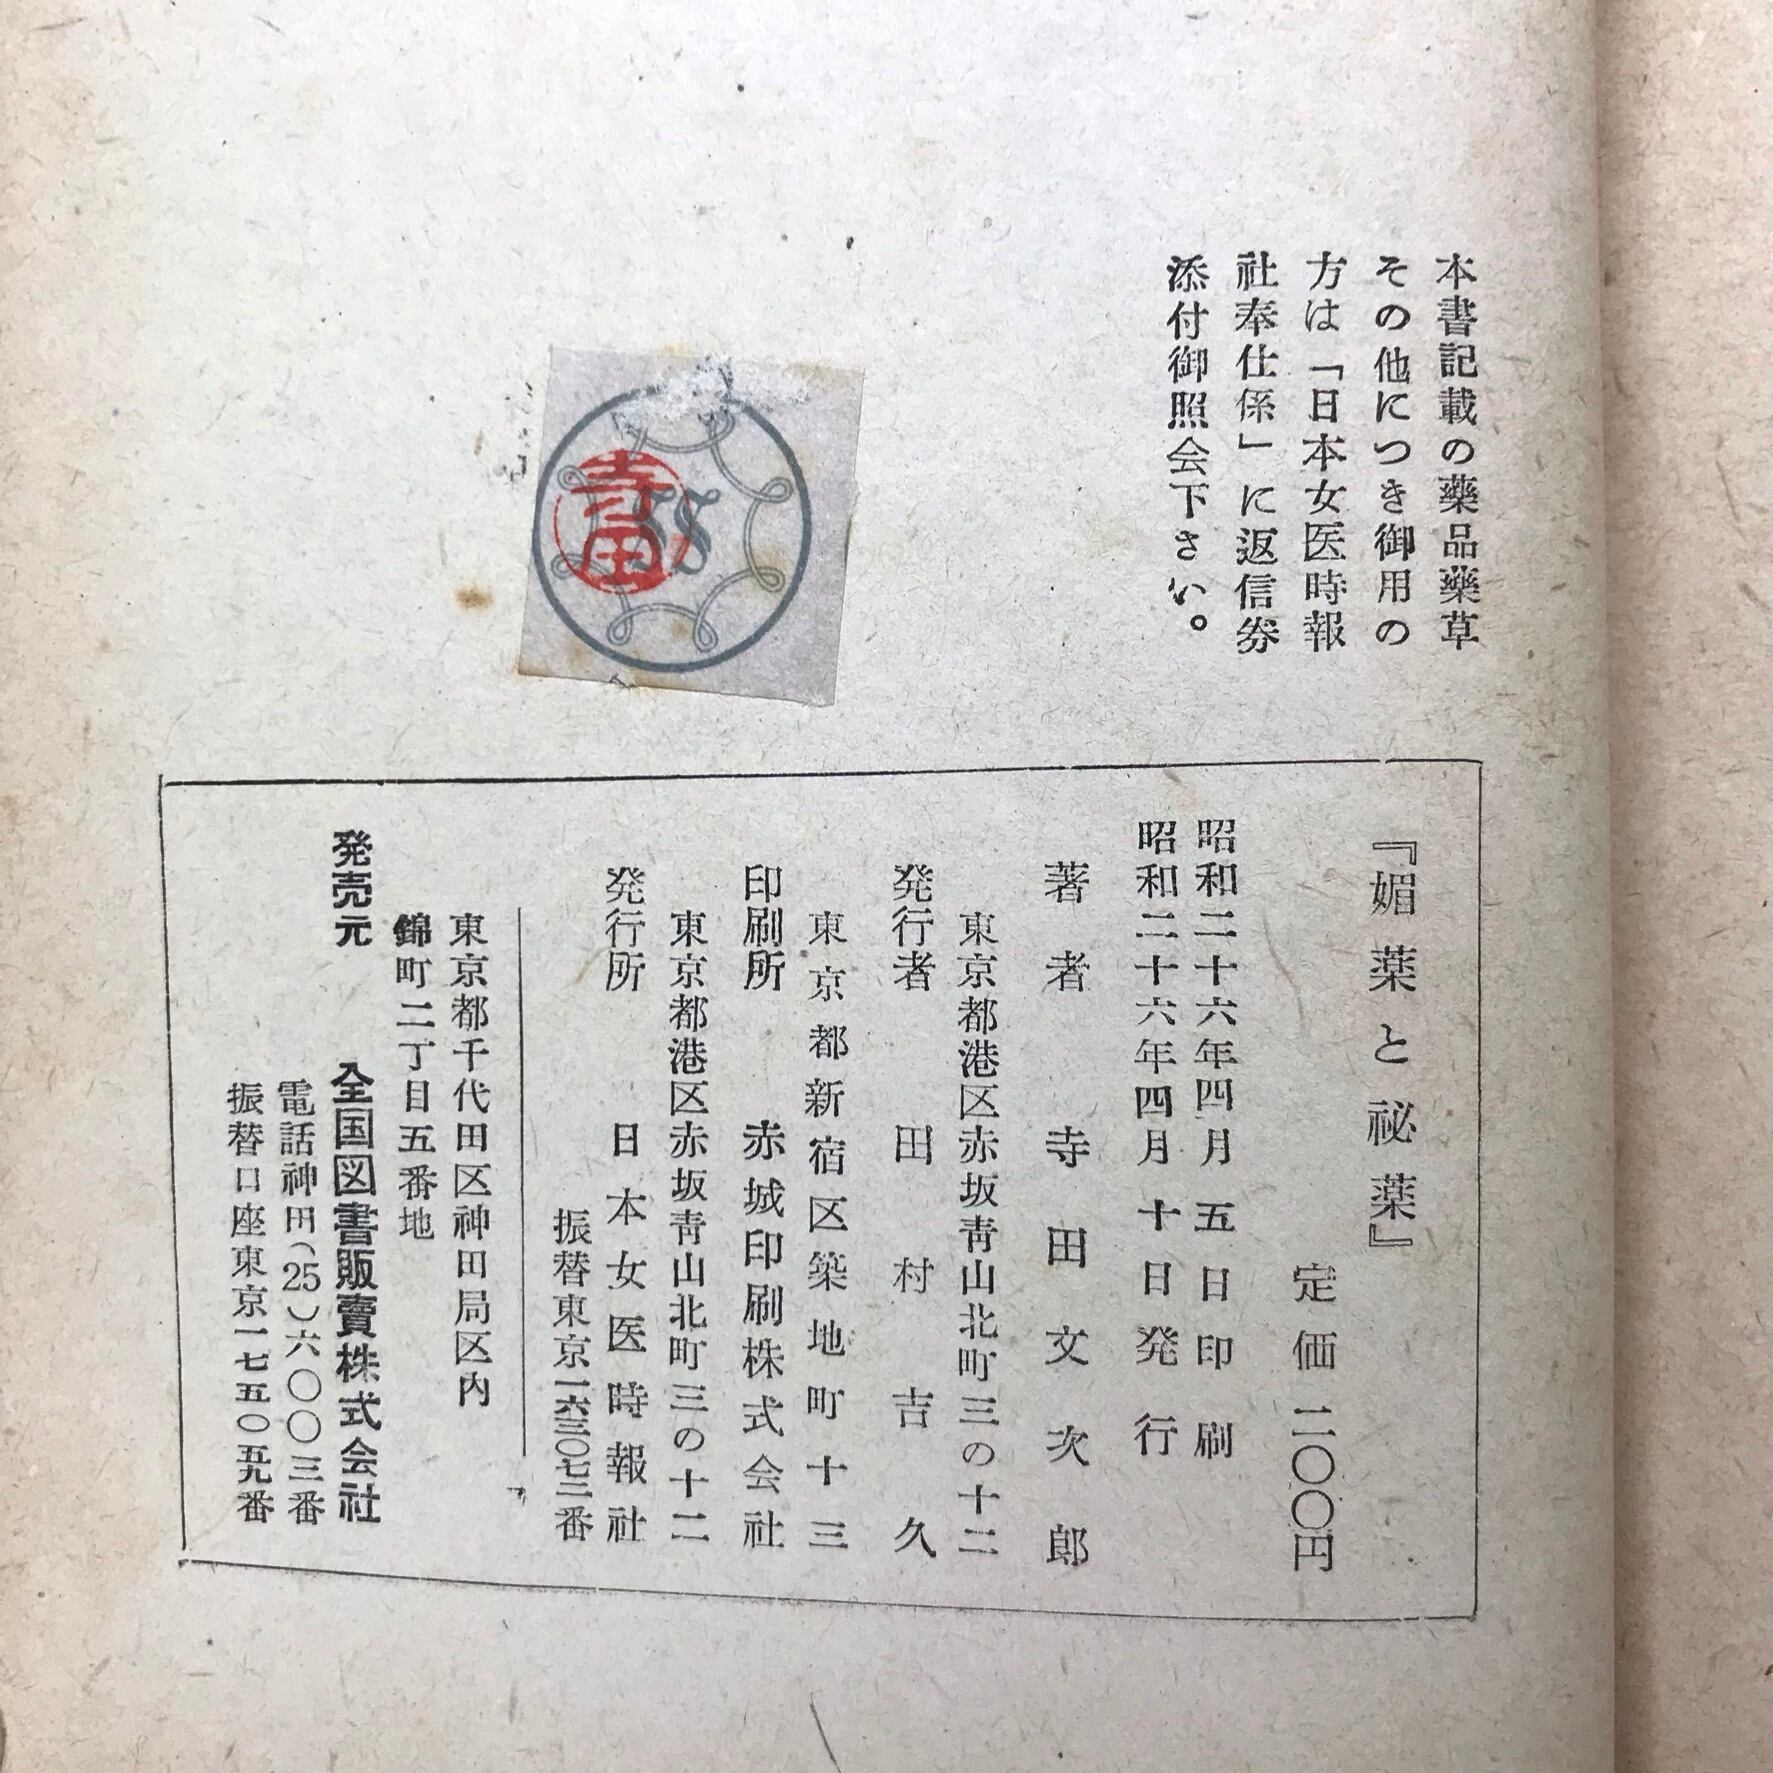 本書記載の藥品藥草
その他につき御用の
方は「日本女医時報
社奉仕係」に返信券
添付御照会下さい。
寺田
『媚薬と祕薬』
定価二〇〇円
昭和二十六年四月五日印刷
昭和二十六年四月十日発行
著者 寺田文次郎
東京都港区赤坂靑山北町三の十二
発行者 田村吉久
東京都新宿区築地町十三
印刷所 赤城印刷株式会社
東京都港区赤坂靑山北町三の十二
発行所 日本女医時報社
振替東京一六三〇七二番
東京都千代田区神田局区内
錦町二丁目五番地
発売元 全国図書販賣株式会社
電話神田(25)六〇〇三番
振替口座東京一七五〇五九番